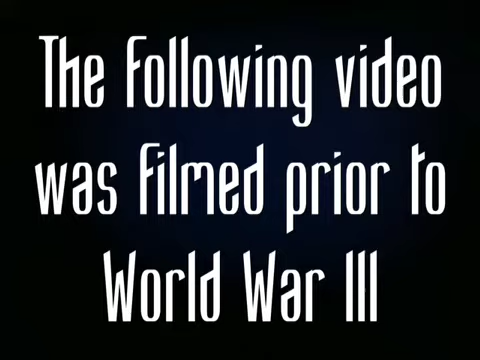 The following video
was filmed prior to
World War III